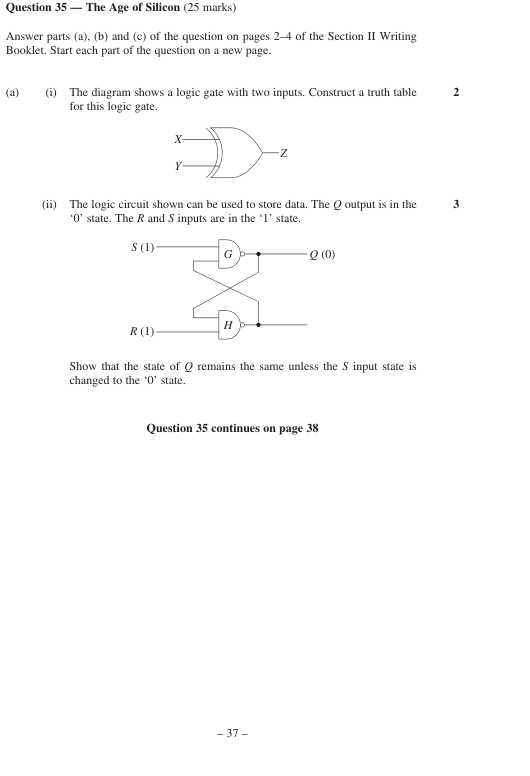 Question 35 — The Age of Silicon (25 marks)
Answer parts (a), (b) and (c) of the question on pages 2–4 of the Section II Writing
Booklet. Start each part of the question on a new page.
(a) (i) The diagram shows a logic gate with two inputs. Construct a truth table 2
for this logic gate.
X
Z
Y
(ii) The logic circuit shown can be used to store data. The Q output is in the 3
‘0’ state. The R and S inputs are in the ‘1’ state.
S (1)
G
Q (0)
H
R (1)
Show that the state of Q remains the same unless the S input state is
changed to the ‘0’ state.
Question 35 continues on page 38
– 37 –